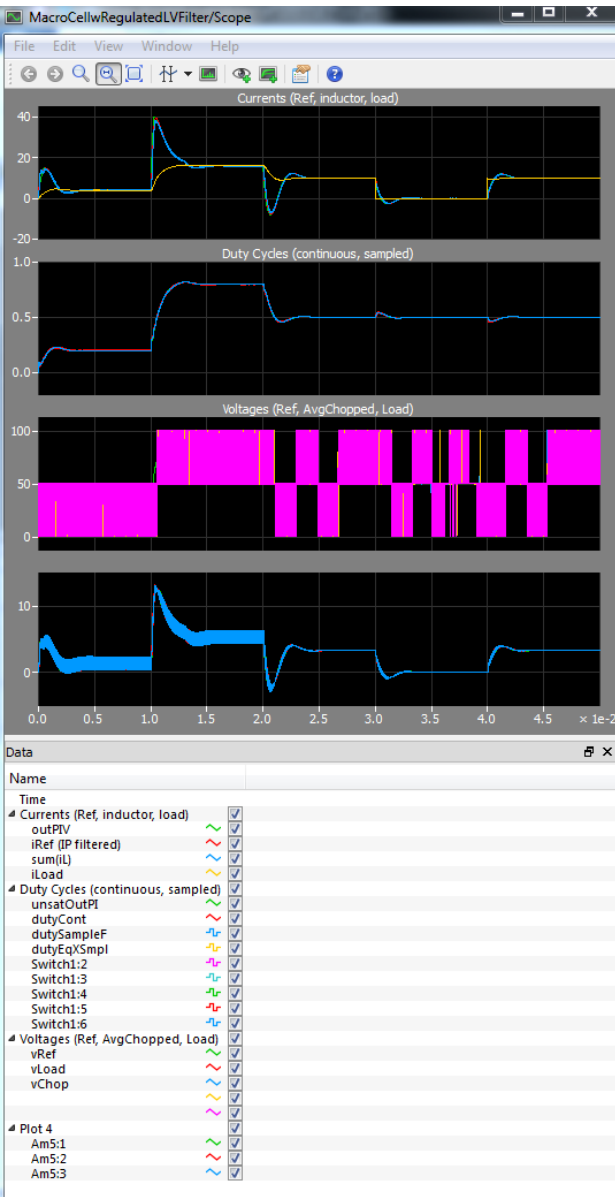 MacroCellwRegulatedLVFilter/Scope
File Edit View Window Help
Currents (Ref, inductor, load)
40
20
0
-20
Duty Cycles (continuous, sampled)
1.0
0.5
0.0
Voltages (Ref, AvgChopped, Load)
100
50
0
10
0
0.0 0.5 1.0 1.5 2.0 2.5 3.0 3.5 4.0 4.5 × 1e-2
Data
Name
Time
Currents (Ref, inductor, load)
outPIV
iRef (IP filtered)
sum(iL)
iLoad
Duty Cycles (continuous, sampled)
unsatOutPI
dutyCont
dutySampleF
dutyEqXSmpl
Switch1:2
Switch1:3
Switch1:4
Switch1:5
Switch1:6
Voltages (Ref, AvgChopped, Load)
vRef
vLoad
vChop
Plot 4
Am5:1
Am5:2
Am5:3